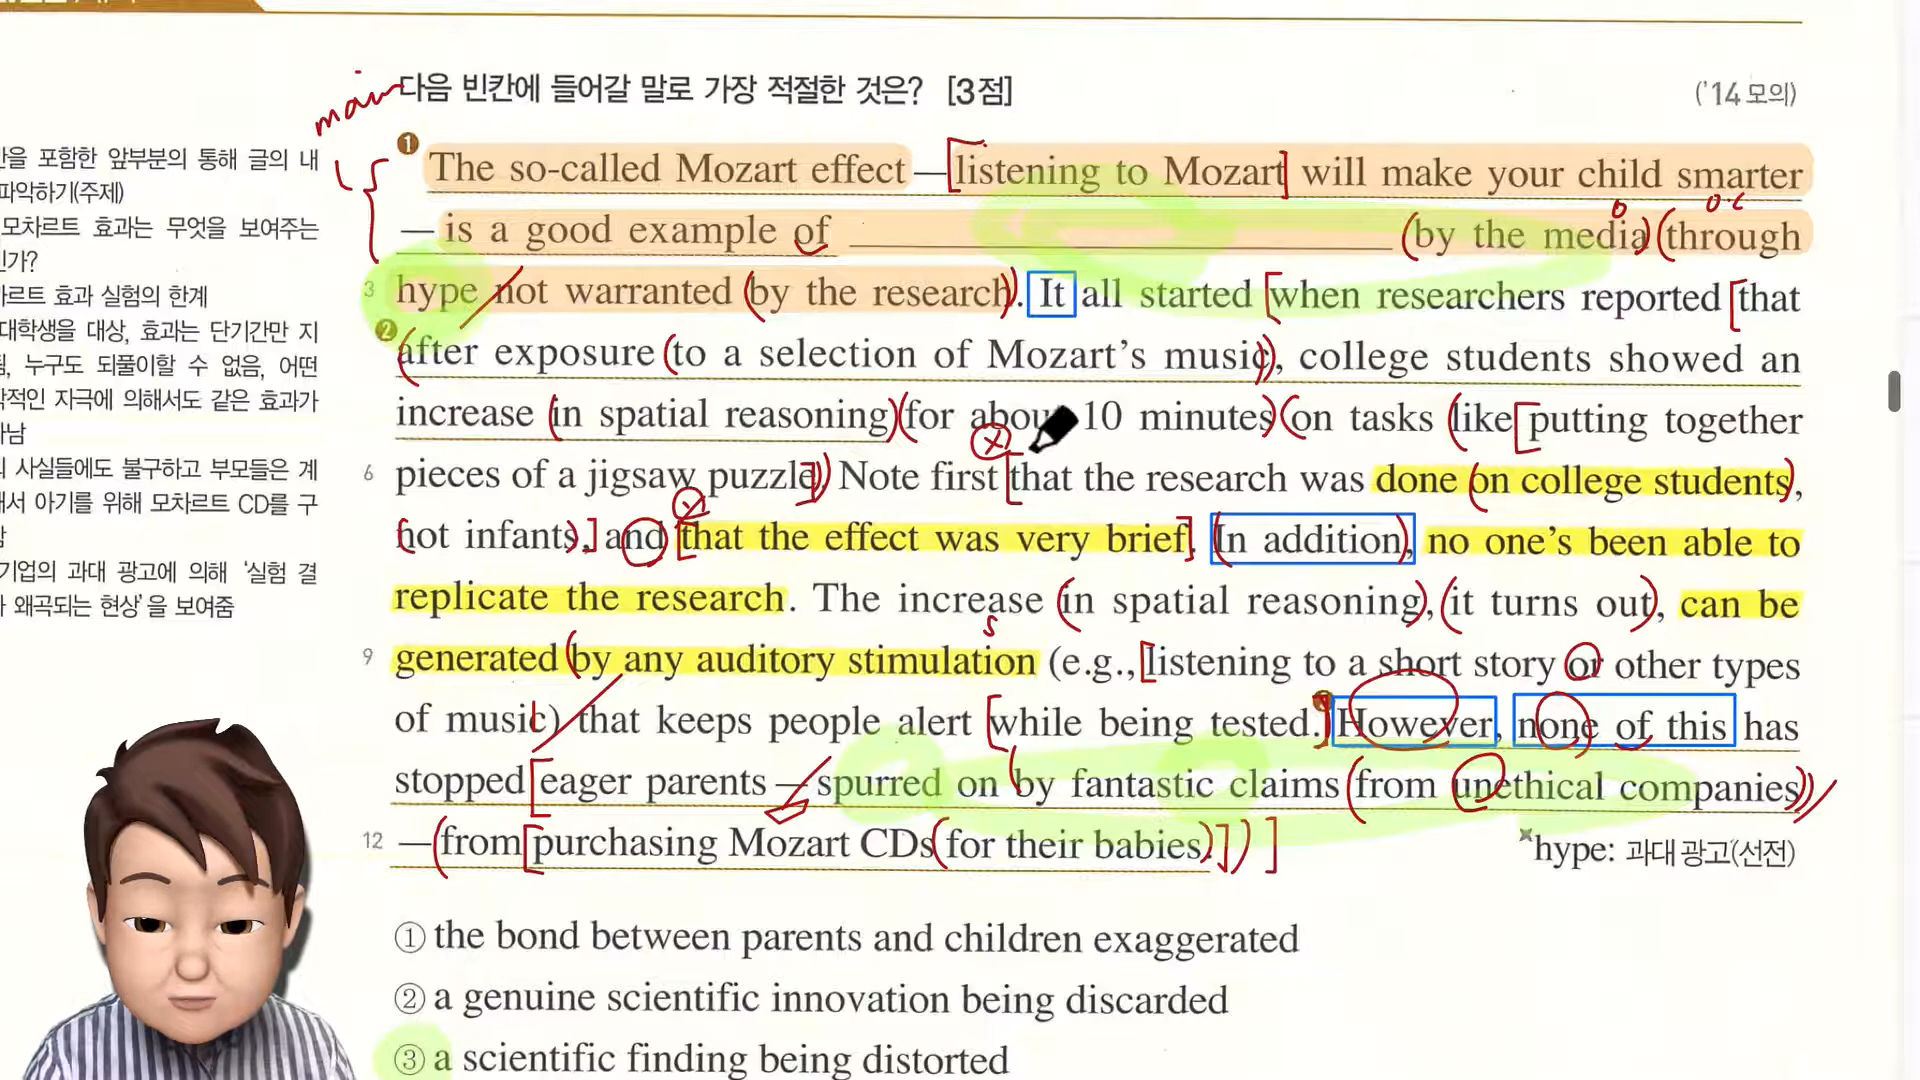 다음 빈칸에 들어갈 말로 가장 적절한 것은? [3점]
('14 모의)
main
1 The so-called Mozart effect — listening to Mozart will make your child smarter
— is a good example of ______ by the media through
3 hype not warranted by the research. It all started when researchers reported that
2 after exposure to a selection of Mozart's music, college students showed an
increase in spatial reasoning for about 10 minutes on tasks like putting together
6 pieces of a jigsaw puzzle. Note first that the research was done on college students,
not infants, and that the effect was very brief. In addition, no one's been able to
replicate the research. The increase in spatial reasoning, it turns out, can be
9 generated by any auditory stimulation (e.g., listening to a short story or other types
of music) that keeps people alert while being tested. However, none of this has
stopped eager parents — spurred on by fantastic claims from unethical companies
12 — from purchasing Mozart CDs for their babies.
*hype: 과대 광고(선전)
① the bond between parents and children exaggerated
② a genuine scientific innovation being discarded
③ a scientific finding being distorted
포함한 앞부분의 통해 글의 내
파악하기(주제)
모차르트 효과는 무엇을 보여주는
인가?
르트 효과 실험의 한계
대학생을 대상, 효과는 단기간만 지
누구도 되풀이할 수 없음, 어떤
적인 자극에 의해서도 같은 효과가
사실들에도 불구하고 부모들은 계
해서 아기를 위해 모차르트 CD를 구
기업의 과대 광고에 의해 '실험 결
왜곡되는 현상'을 보여줌